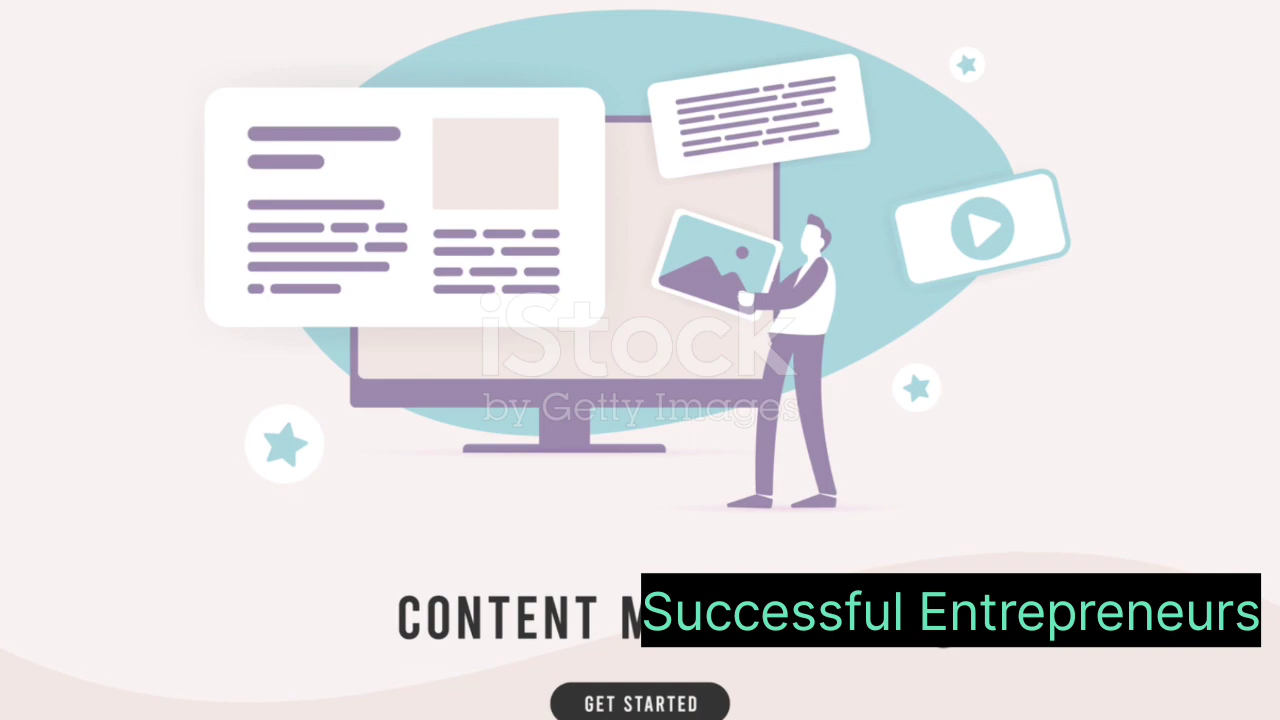 iStock
by Getty Images
CONTENT
Successful Entrepreneurs
GET STARTED